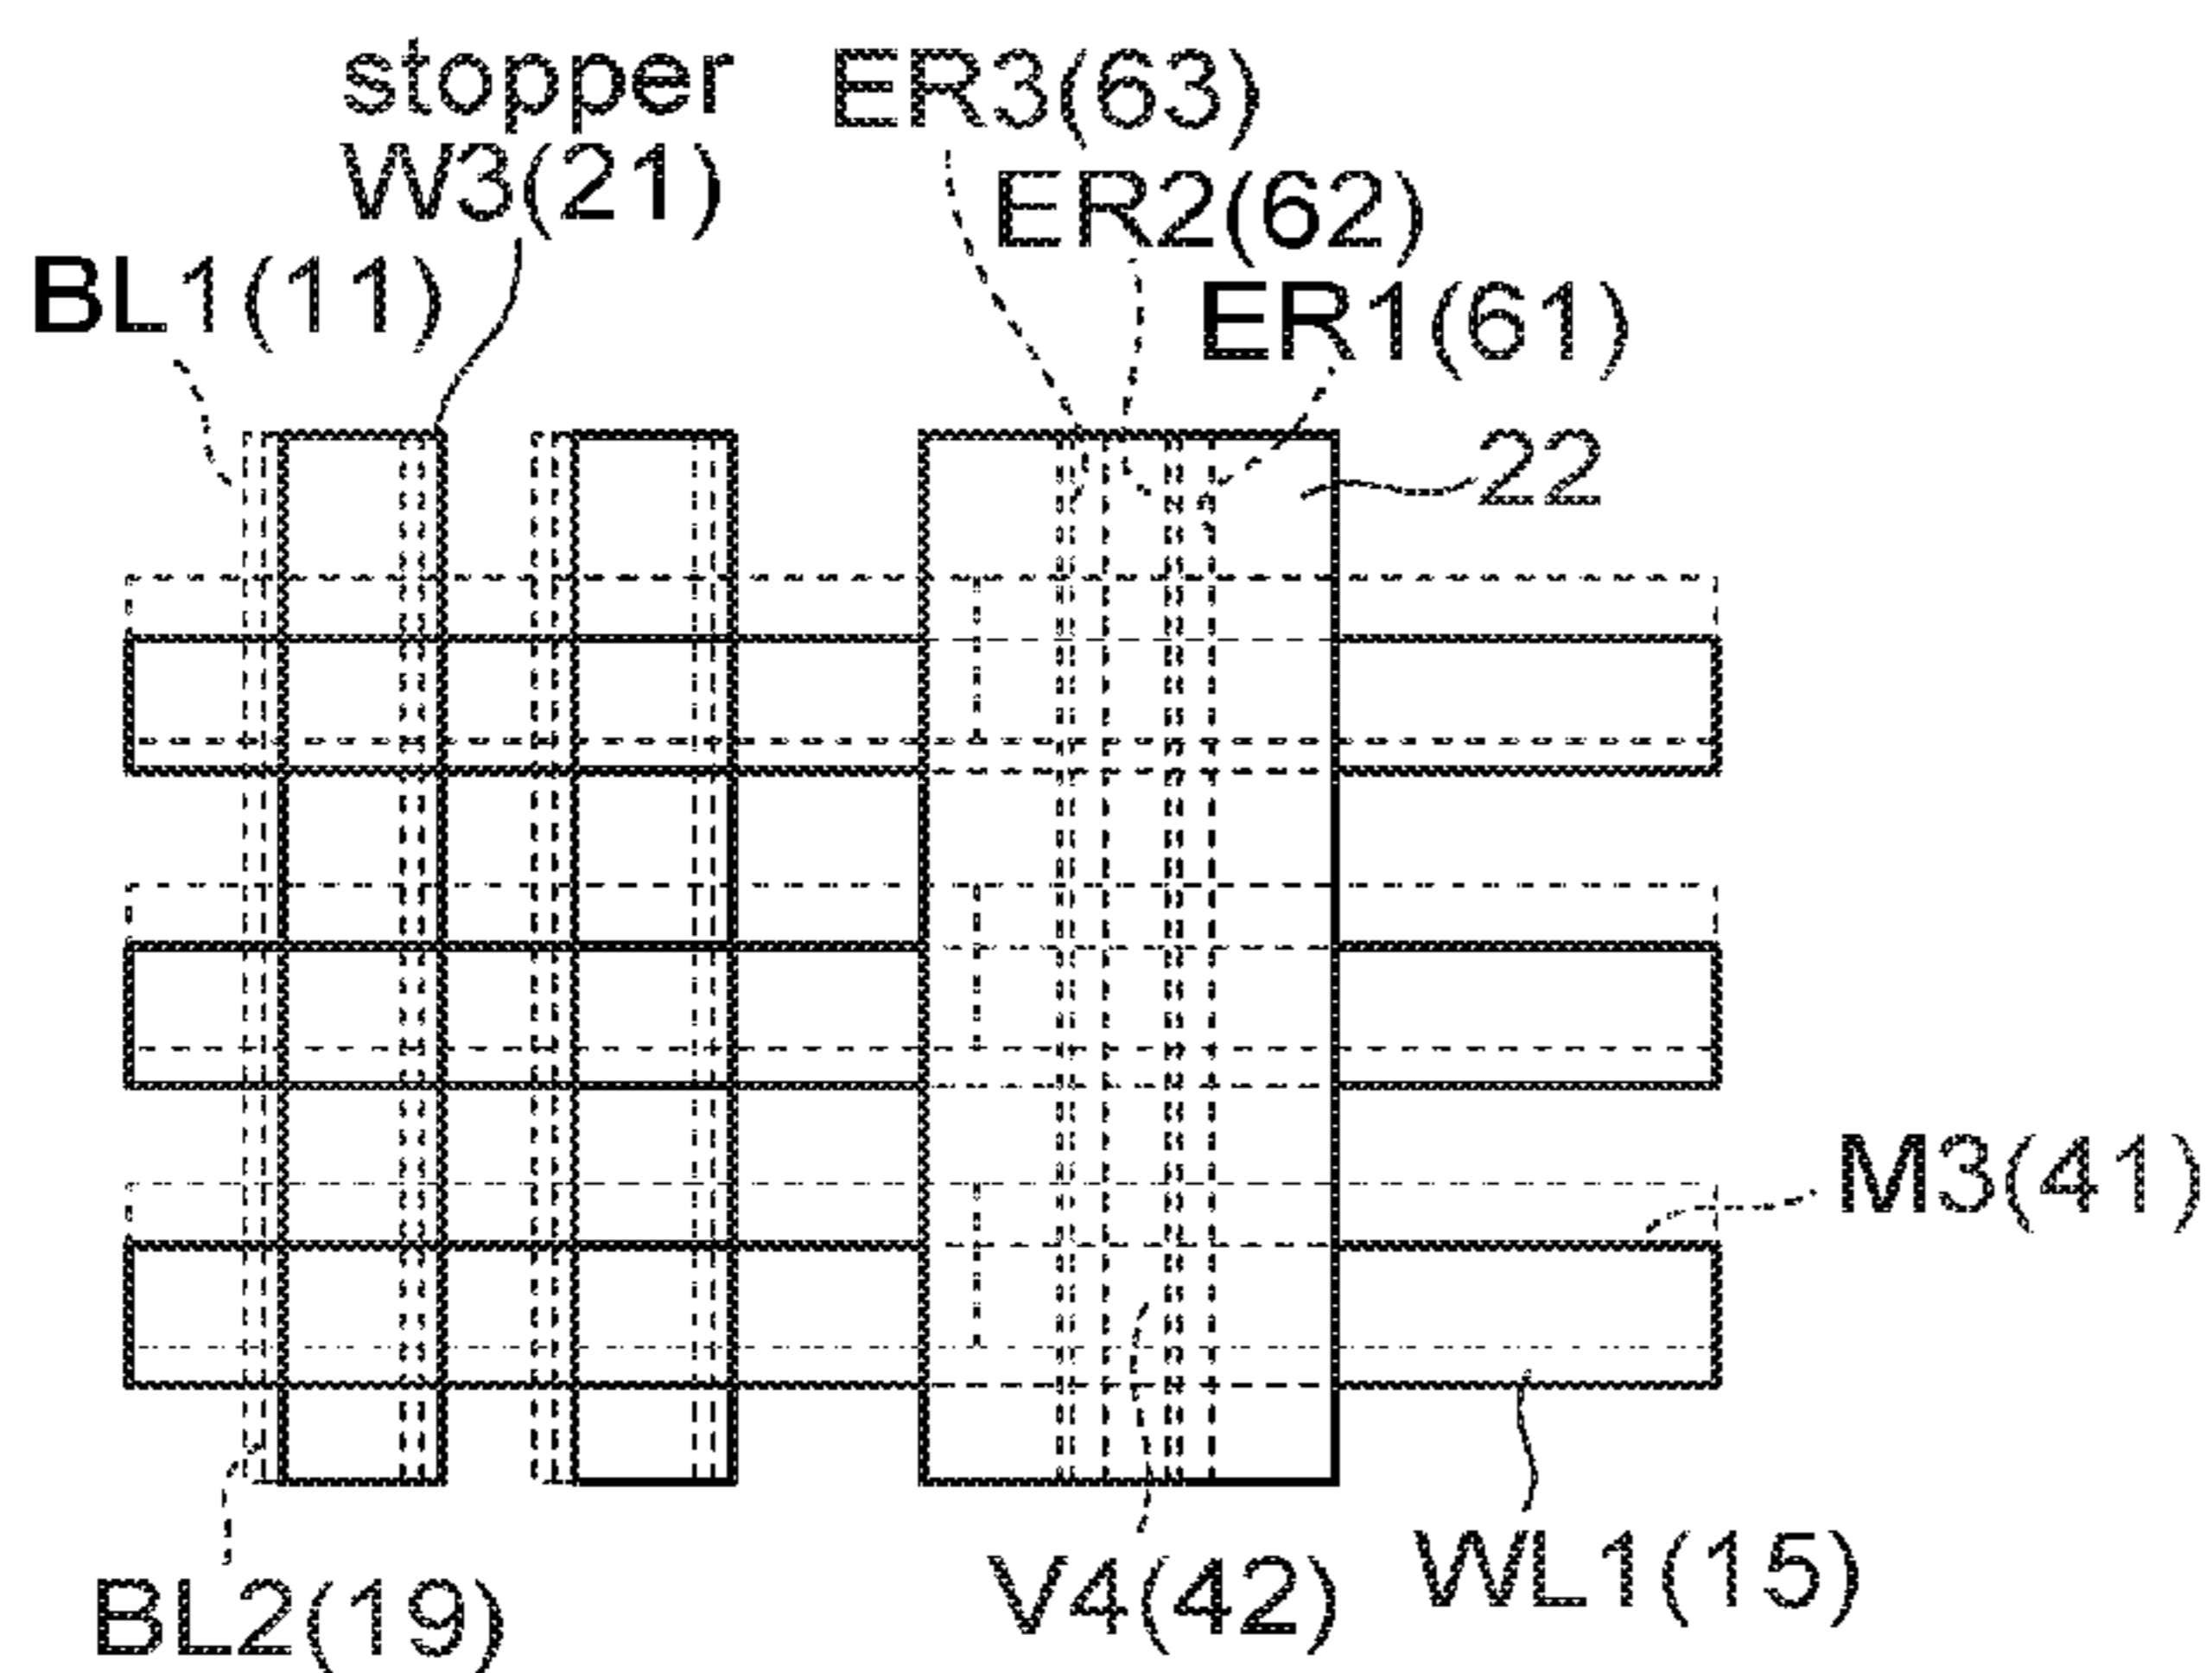 stopper
W3(21)
ER3(63)
ER2(62)
BL1(11)
ER1(61)
22
M3(41)
WL1(15)
V4(42)
BL2(19)